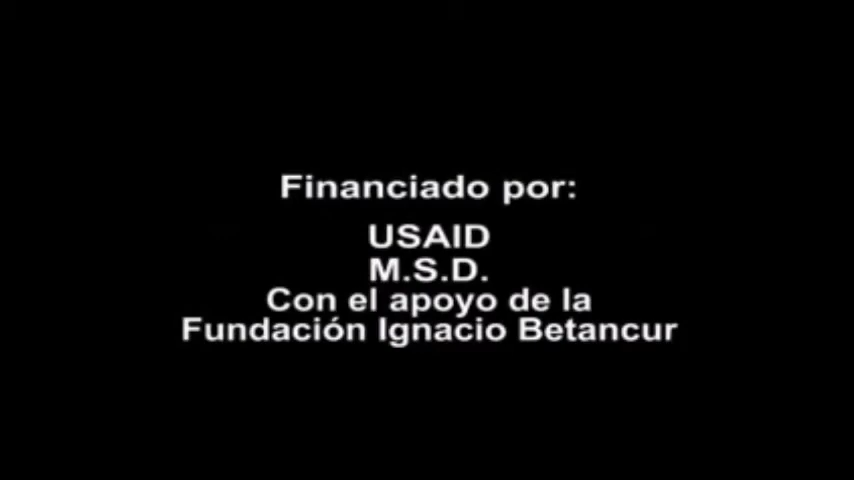 Financiado por:
USAID
M.S.D.
Con el apoyo de la
Fundación Ignacio Betancur